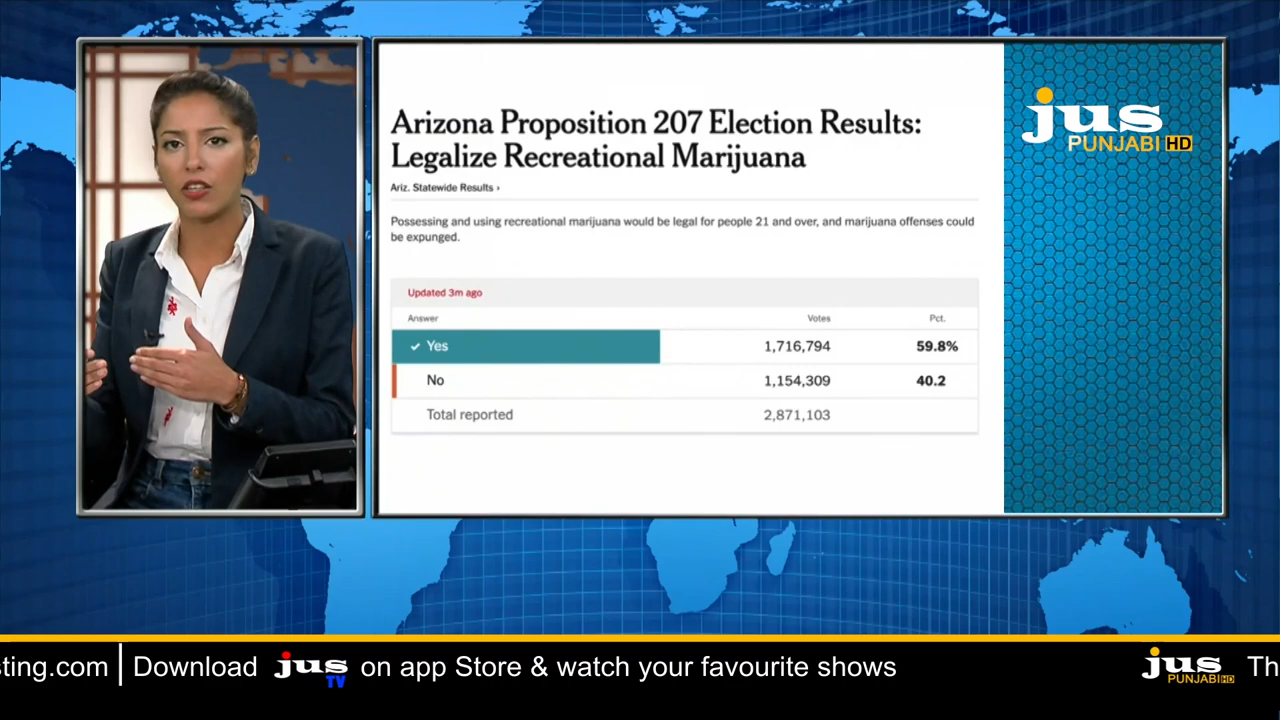 Arizona Proposition 207 Election Results:
Legalize Recreational Marijuana
Ariz. Statewide Results ›
Possessing and using recreational marijuana would be legal for people 21 and over, and marijuana offenses could
be expunged.
Updated 3m ago
Answer Votes Pct.
Yes 1,716,794 59.8%
No 1,154,309 40.2
Total reported 2,871,103
jus
PUNJABI HD
sting.com | Download jus TV on app Store & watch your favourite shows jus PUNJABI HD Th